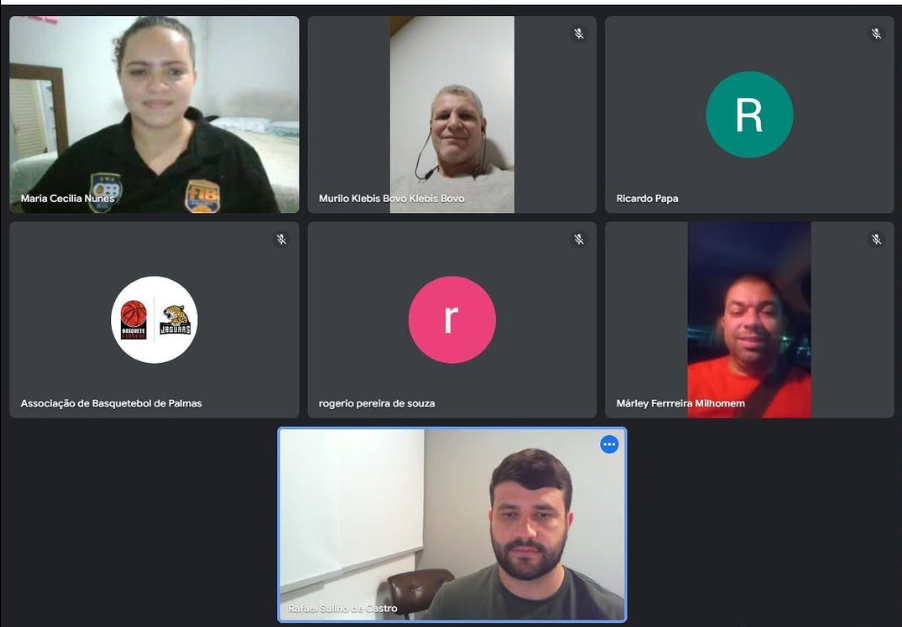 Maria Cecilia Nunes
Murilo Klebis Bovo Klebis Bovo
R
Ricardo Papa
JAGUARS
Associação de Basquetebol de Palmas
r
rogerio pereira de souza
Márley Ferrreira Milhomem
Rafael Sulino de Castro